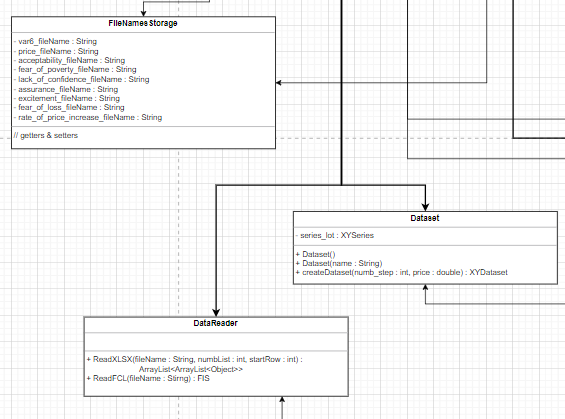 FileNamesStorage
- var6_fileName : String
- price_fileName : String
- acceptability_fileName : String
- fear_of_poverty_fileName : String
- lack_of_confidence_fileName : String
- assurance_fileName : String
- excitement_fileName : String
- fear_of_loss_fileName : String
- rate_of_price_increase_fileName : String
// getters & setters
Dataset
- series_lot : XYSeries
+ Dataset()
+ Dataset(name : String)
+ createDataset(numb_step : int, price : double) : XYDataset
DataReader
+ ReadXLSX(fileName : String, numbList : int, startRow : int) :
ArrayList<ArrayList<Object>>
+ ReadFCL(fileName : Stirng) : FIS